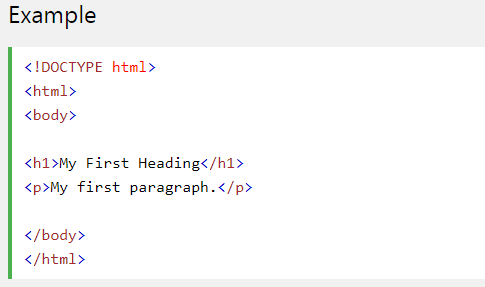 Example
<!DOCTYPE html>
<html>
<body>
<h1>My First Heading</h1>
<p>My first paragraph.</p>
</body>
</html>